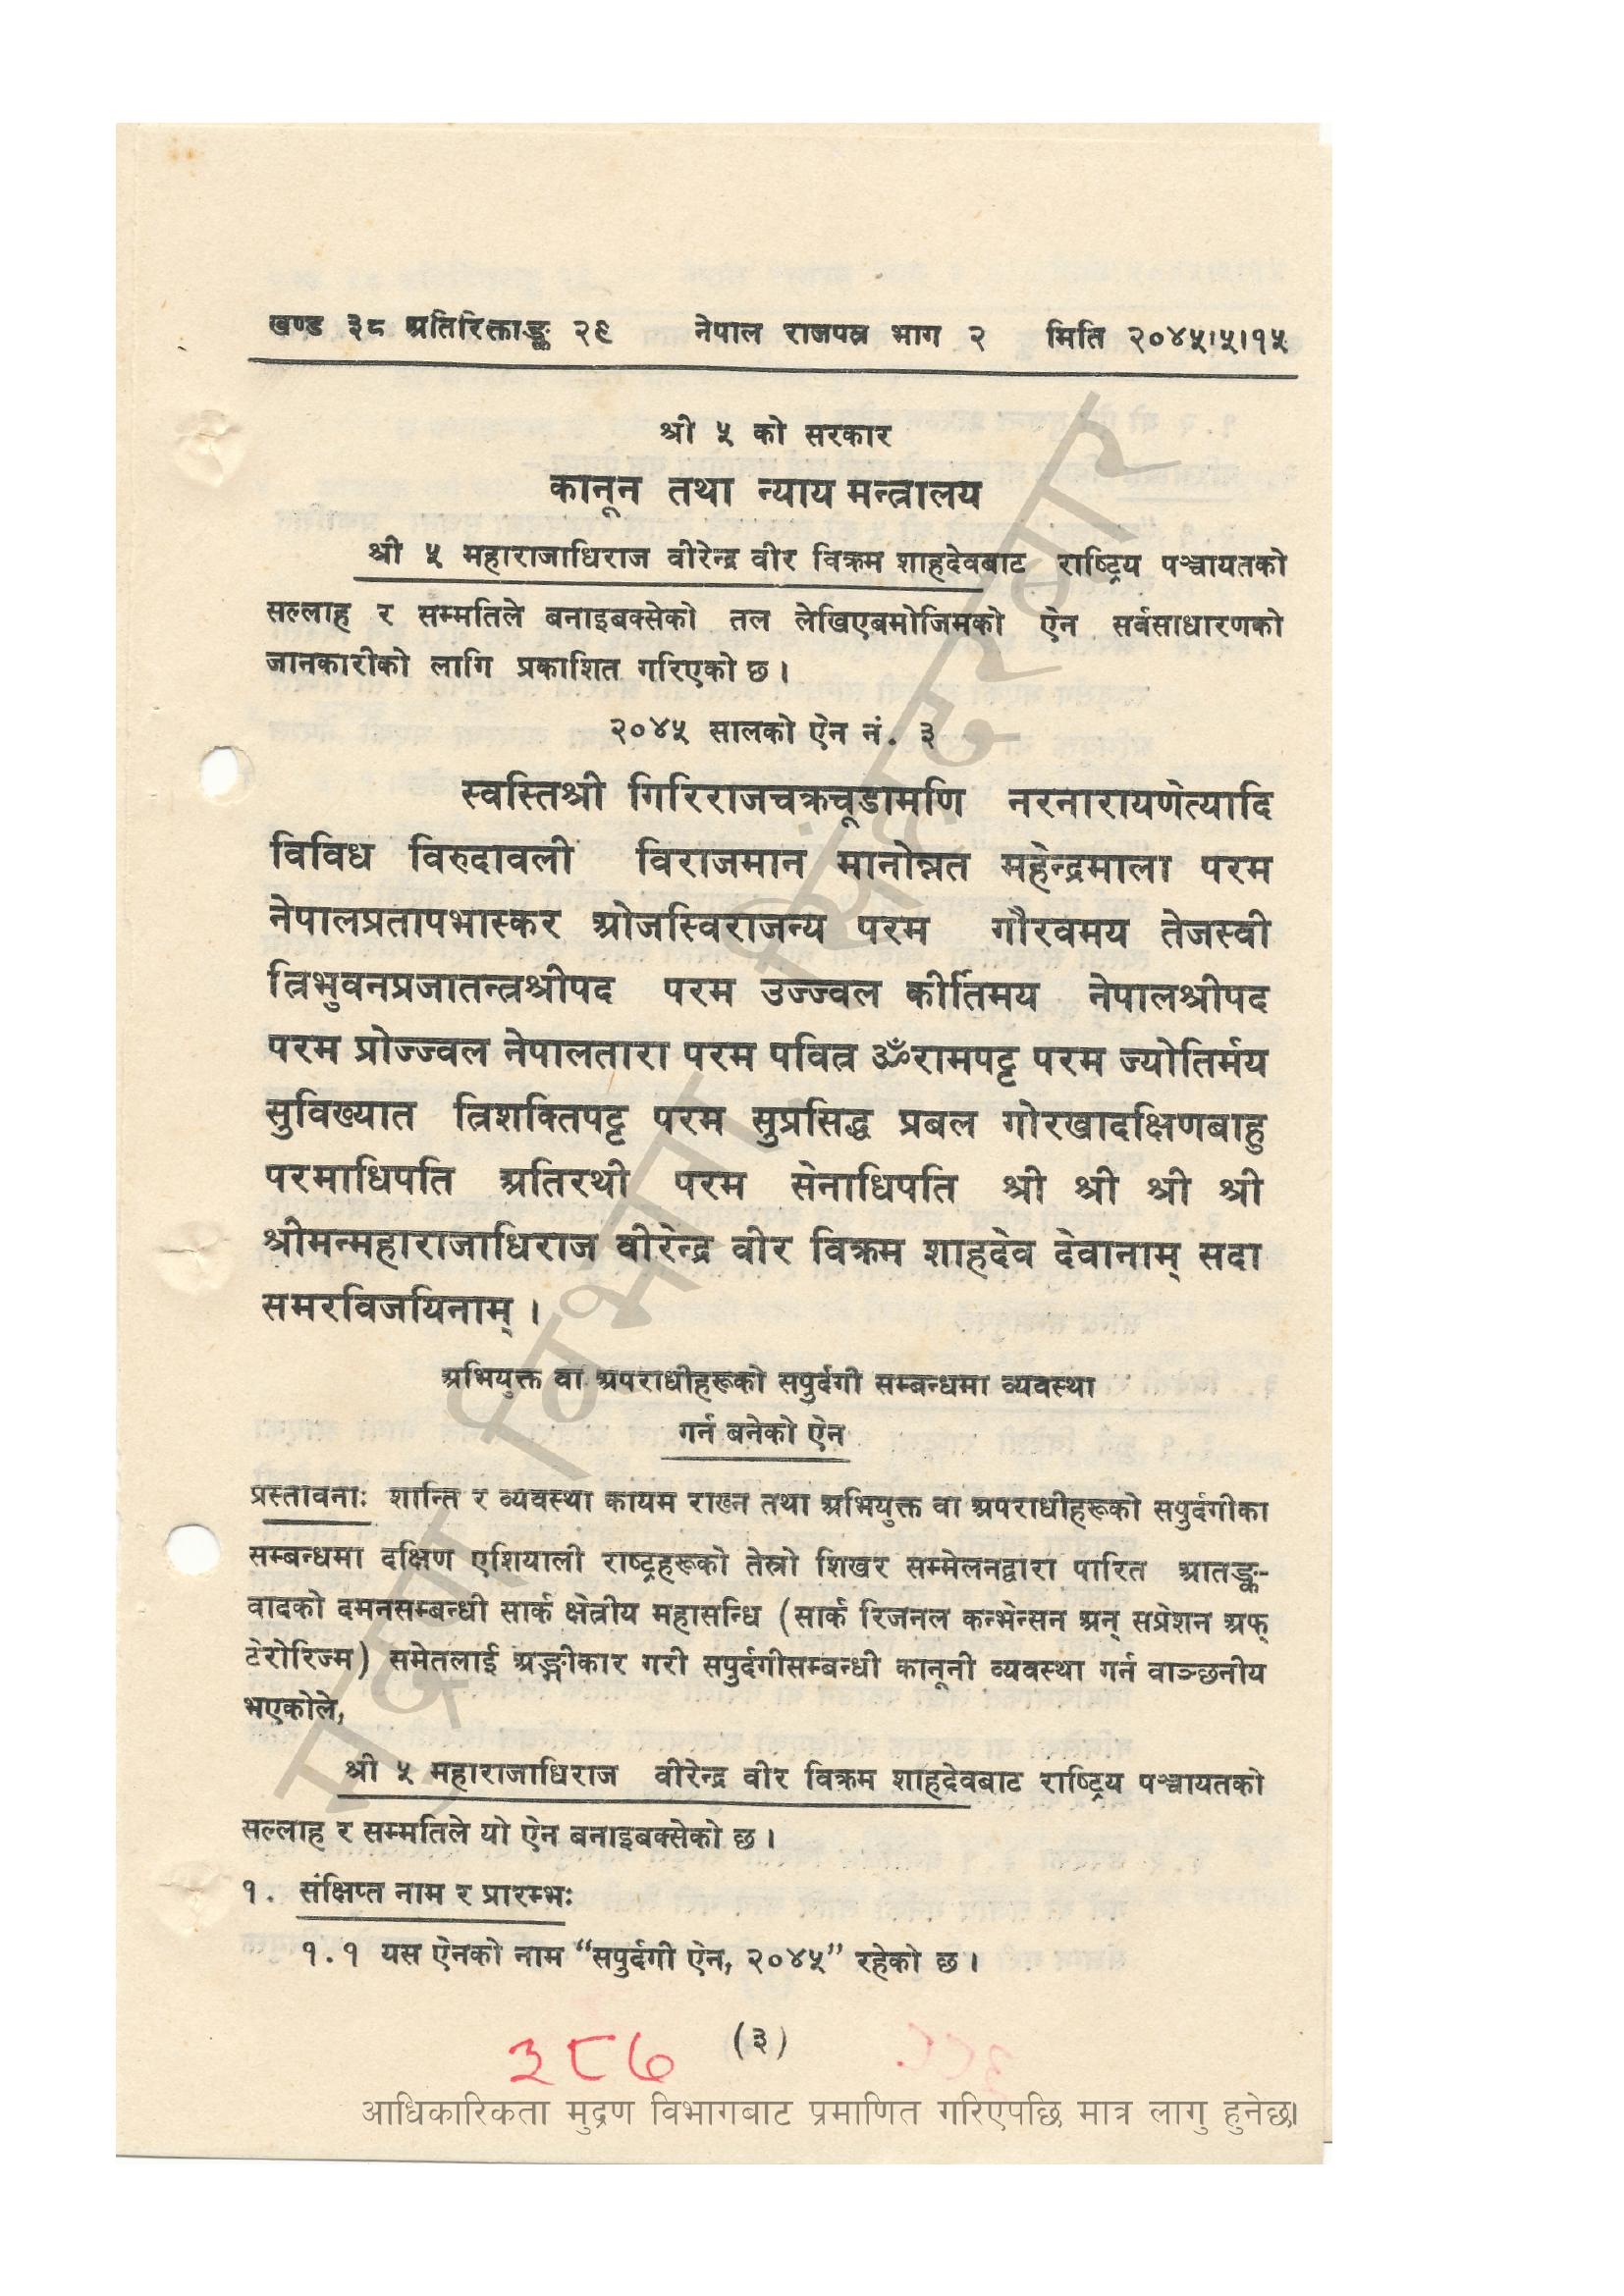 खण्ड ३८ अतिरिक्ताङ्क २९ नेपाल राजपत्र भाग २ मिति २०४५।५।१५
श्री ५ को सरकार
कानून तथा न्याय मन्त्रालय
श्री ५ महाराजाधिराज वीरेन्द्र वीर विक्रम शाहदेवबाट राष्ट्रिय पञ्चायतको
सल्लाह र सम्मतिले बनाइबक्सेको तल लेखिएबमोजिमको ऐन सर्वसाधारणको
जानकारीको लागि प्रकाशित गरिएको छ ।
२०४५ सालको ऐन नं. ३
स्वस्तिश्री गिरिराजचक्रचूडामणि नरनारायणेत्यादि
विविध विरुदावली विराजमान मानोन्नत महेन्द्रमाला परम
नेपालप्रतापभास्कर ओजस्विराजन्य परम गौरवमय तेजस्वी
त्रिभुवनप्रजातन्त्रश्रीपद परम उज्ज्वल कीर्तिमय नेपालश्रीपद
परम प्रोज्ज्वल नेपालतारा परम पवित्र ॐरामपट्ट परम ज्योतिर्मय
सुविख्यात त्रिशक्तिपट्ट परम सुप्रसिद्ध प्रबल गोरखादक्षिणबाहु
परमाधिपति अतिरथी परम सेनाधिपति श्री श्री श्री श्री
श्रीमन्महाराजाधिराज वीरेन्द्र वीर विक्रम शाहदेव देवानाम् सदा
समरविजयिनाम् ।
अभियुक्त वा अपराधीहरूको सपुर्दगी सम्बन्धमा व्यवस्था
गर्न बनेको ऐन
प्रस्तावनाः शान्ति र व्यवस्था कायम राख्न तथा अभियुक्त वा अपराधीहरूको सपुर्दगीका
सम्बन्धमा दक्षिण एशियाली राष्ट्रहरूको तेस्रो शिखर सम्मेलनद्वारा पारित आतङ्क-
वादको दमनसम्बन्धी सार्क क्षेत्रीय महासन्धि (सार्क रिजनल कन्भेन्सन अन् सप्रेशन अफ्
टेरोरिज्म) समेतलाई अङ्गीकार गरी सपुर्दगीसम्बन्धी कानूनी व्यवस्था गर्न वाञ्छनीय
भएकोले,
श्री ५ महाराजाधिराज वीरेन्द्र वीर विक्रम शाहदेवबाट राष्ट्रिय पञ्चायतको
सल्लाह र सम्मतिले यो ऐन बनाइबक्सेको छ ।
१. संक्षिप्त नाम र प्रारम्भः
१.१ यस ऐनको नाम “सपुर्दगी ऐन, २०४५” रहेको छ ।
(३)
३८७
आधिकारिकता मुद्रण विभागबाट प्रमाणित गरिएपछि मात्र लागु हुनेछ।
मुद्रण विभाग, सिंहदरबार